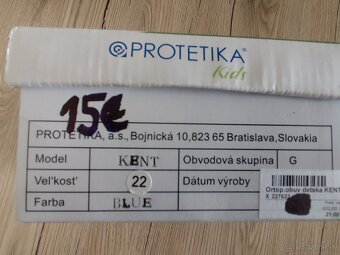 PROTETIKA®
Kids
15€
PROTETIKA, a.s., Bojnická 10,823 65 Bratislava,Slovakia
Model KENT Obvodová skupina G
Veľkosť 22 Dátum výroby
Farba BLUE
Ortop.obuv detska KENT